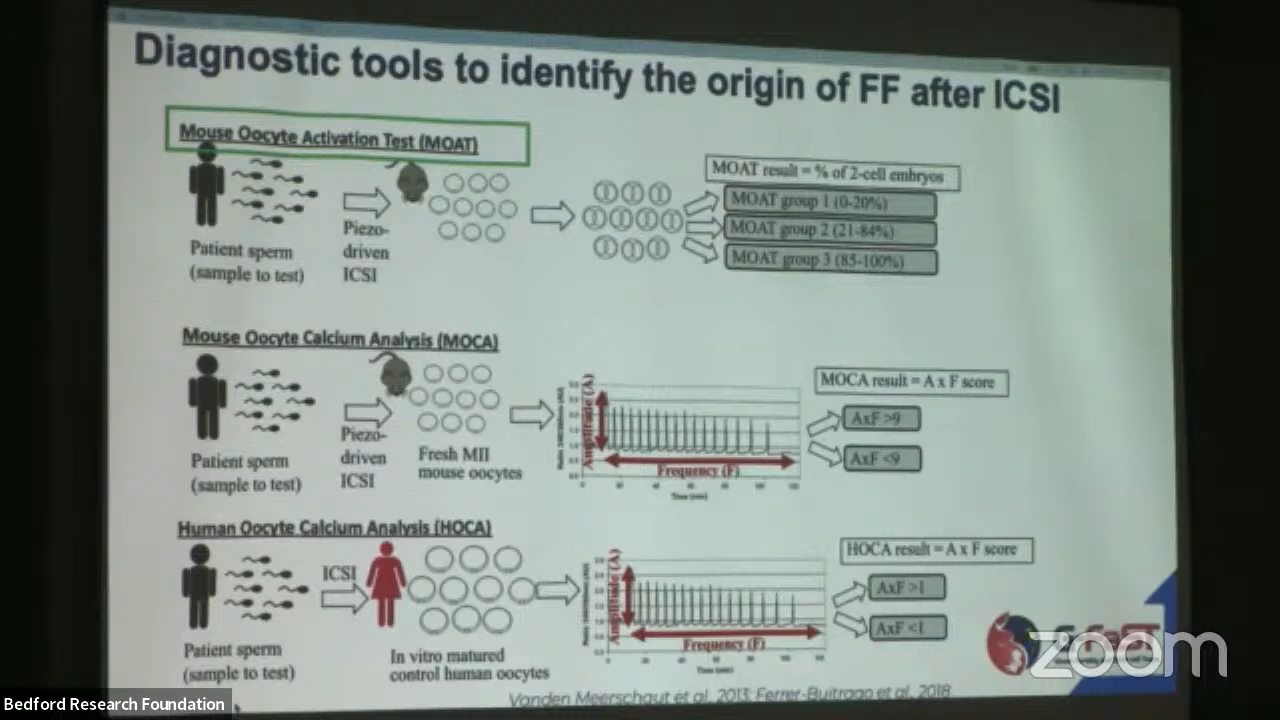 Diagnostic tools to identify the origin of FF after ICSI
Mouse Oocyte Activation Test (MOAT)
Patient sperm
(sample to test)
Piezo-
driven
ICSI
MOAT result = % of 2-cell embryos
MOAT group 1 (0-20%)
MOAT group 2 (21-84%)
MOAT group 3 (85-100%)
Mouse Oocyte Calcium Analysis (MOCA)
Patient sperm
(sample to test)
Piezo-
driven
ICSI
Fresh MII
mouse oocytes
Amplitude (A)
Frequency (F)
Time (min)
MOCA result = A x F score
AxF >9
AxF <9
Human Oocyte Calcium Analysis (HOCA)
Patient sperm
(sample to test)
ICSI
In vitro matured
control human oocytes
Amplitude (A)
Frequency (F)
Time (min)
HOCA result = A x F score
AxF >1
AxF <1
zoom
Vanden Meerschaut et al, 2013; Ferrer-Buitrago et al, 2018
Bedford Research Foundation